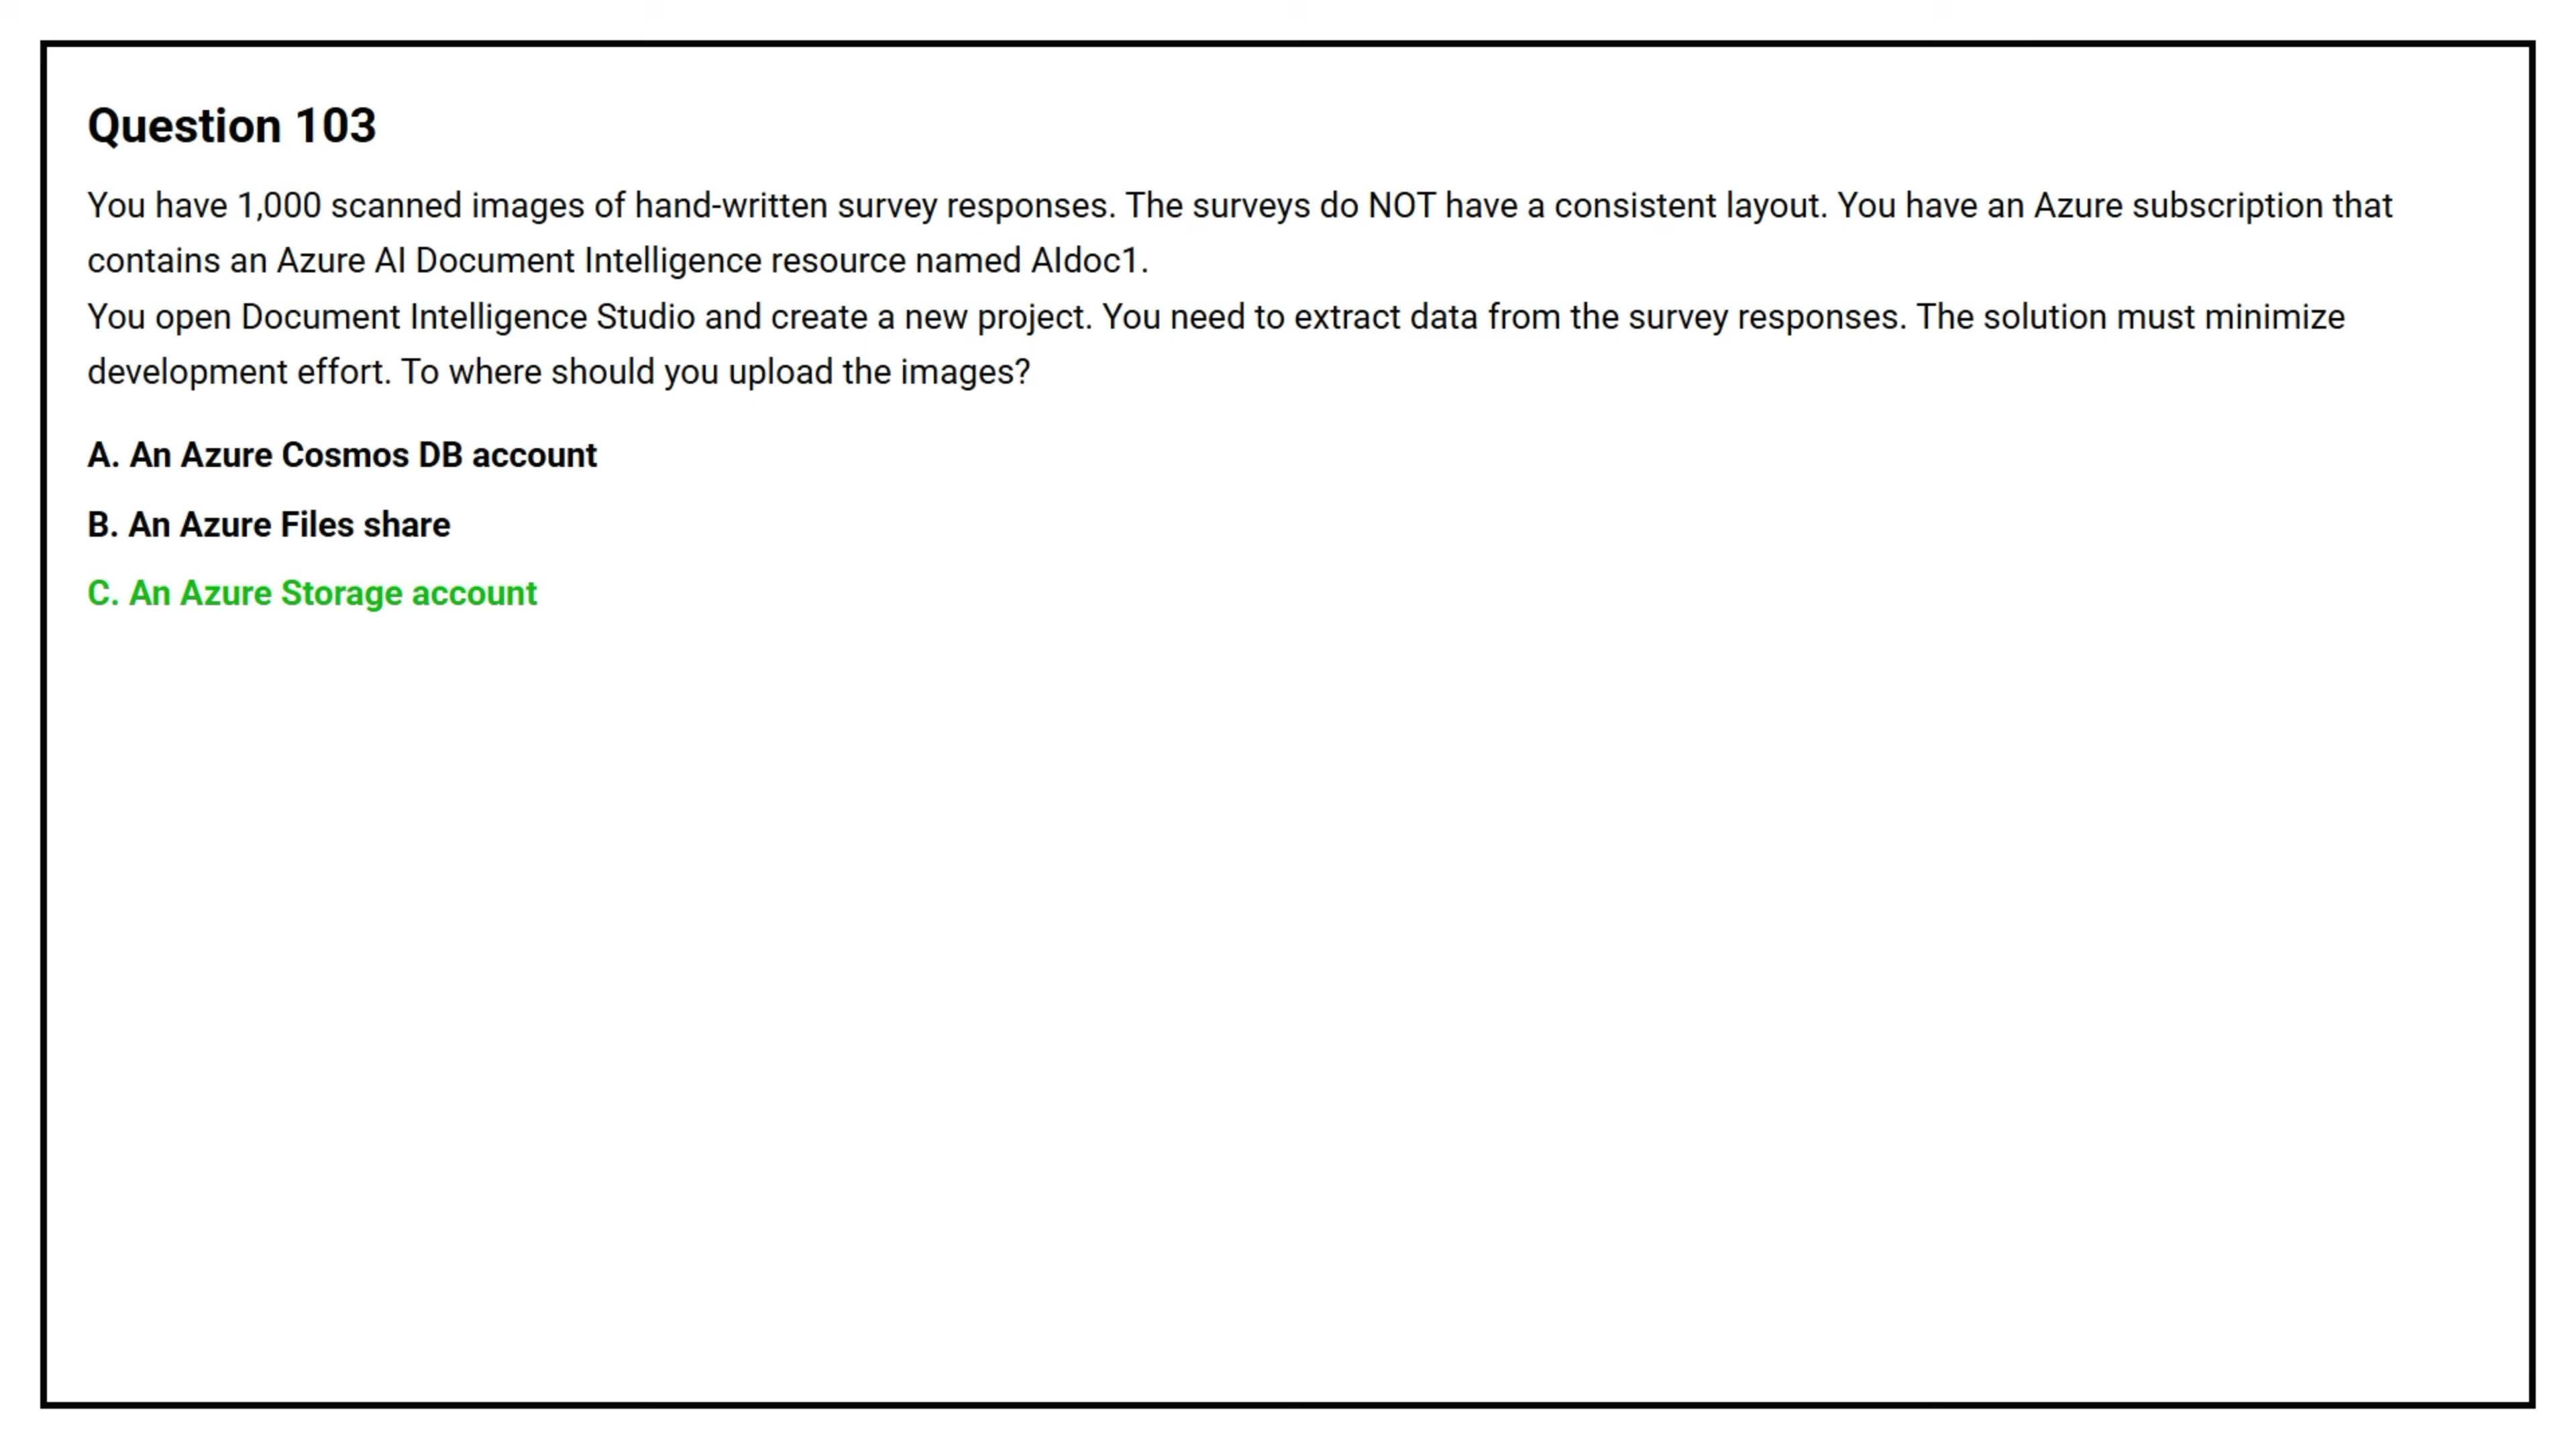 Question 103
You have 1,000 scanned images of hand-written survey responses. The surveys do NOT have a consistent layout. You have an Azure subscription that
contains an Azure AI Document Intelligence resource named AIdoc1.
You open Document Intelligence Studio and create a new project. You need to extract data from the survey responses. The solution must minimize
development effort. To where should you upload the images?
A. An Azure Cosmos DB account
B. An Azure Files share
C. An Azure Storage account